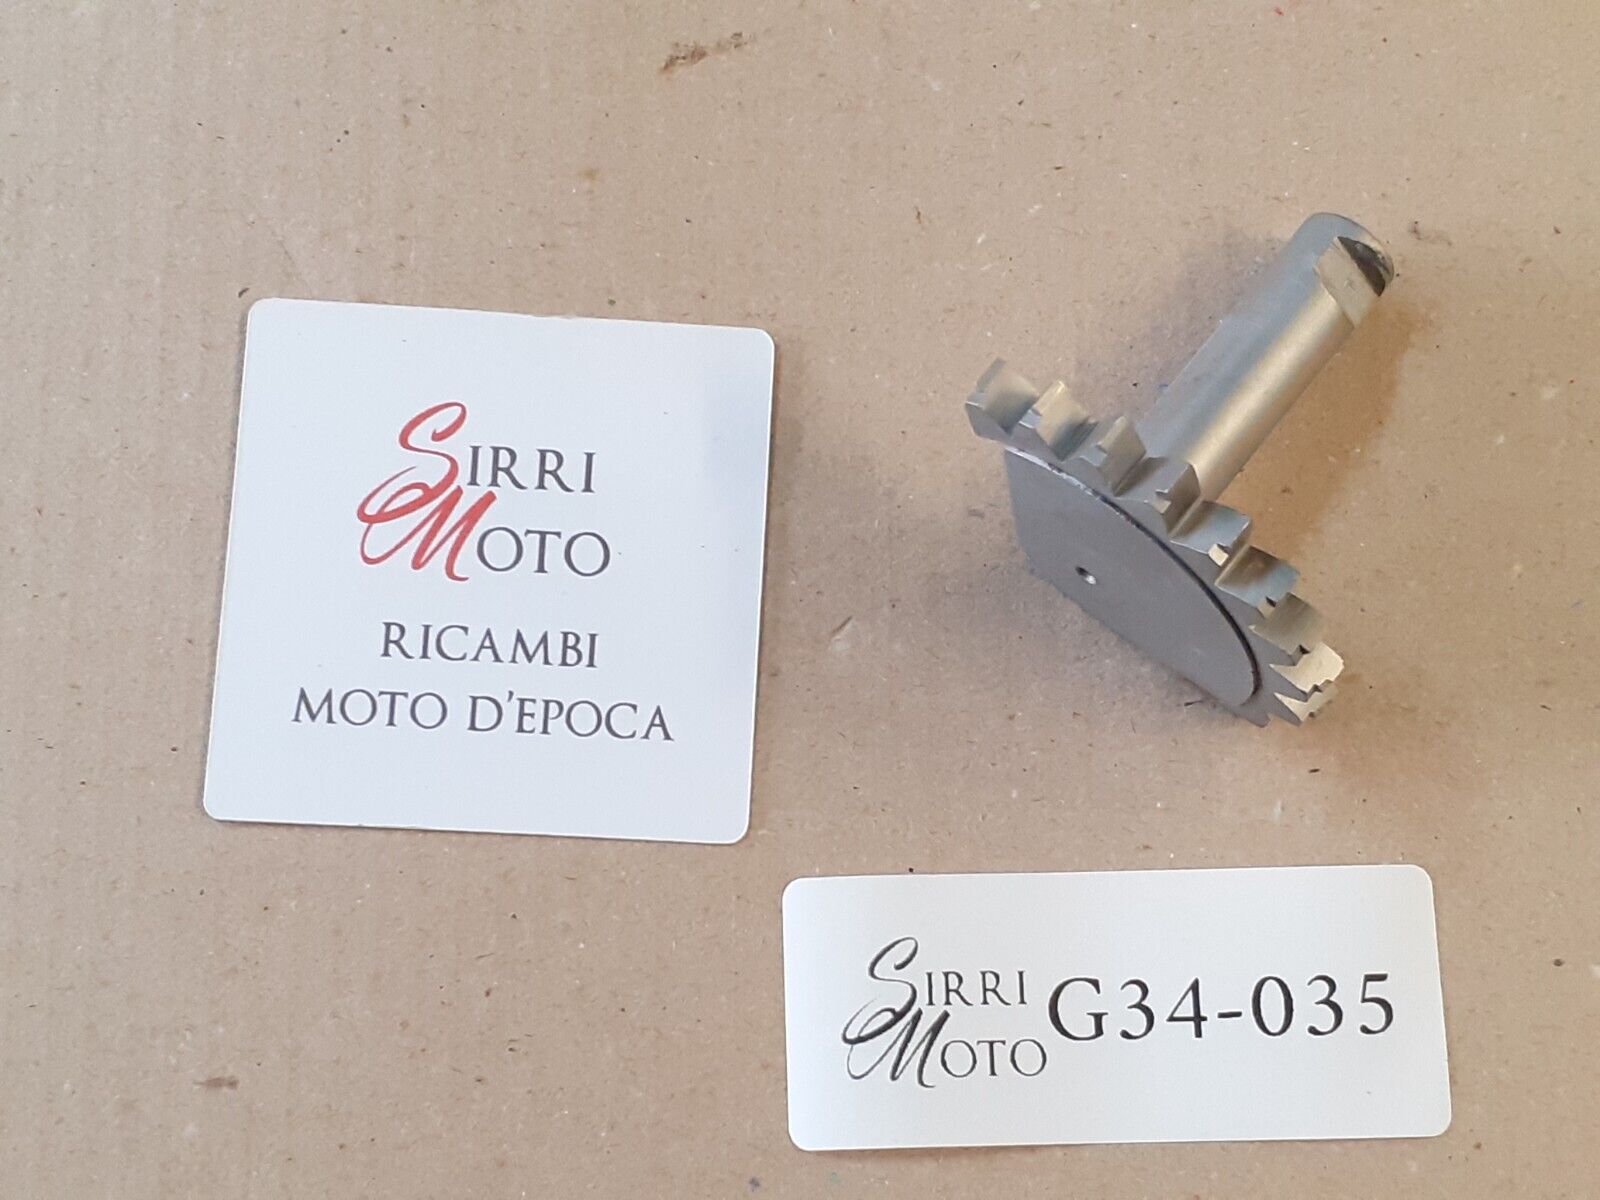 SIRRI
MOTO
RICAMBI
MOTO D'EPOCA
SIRRI
MOTO
G34-035